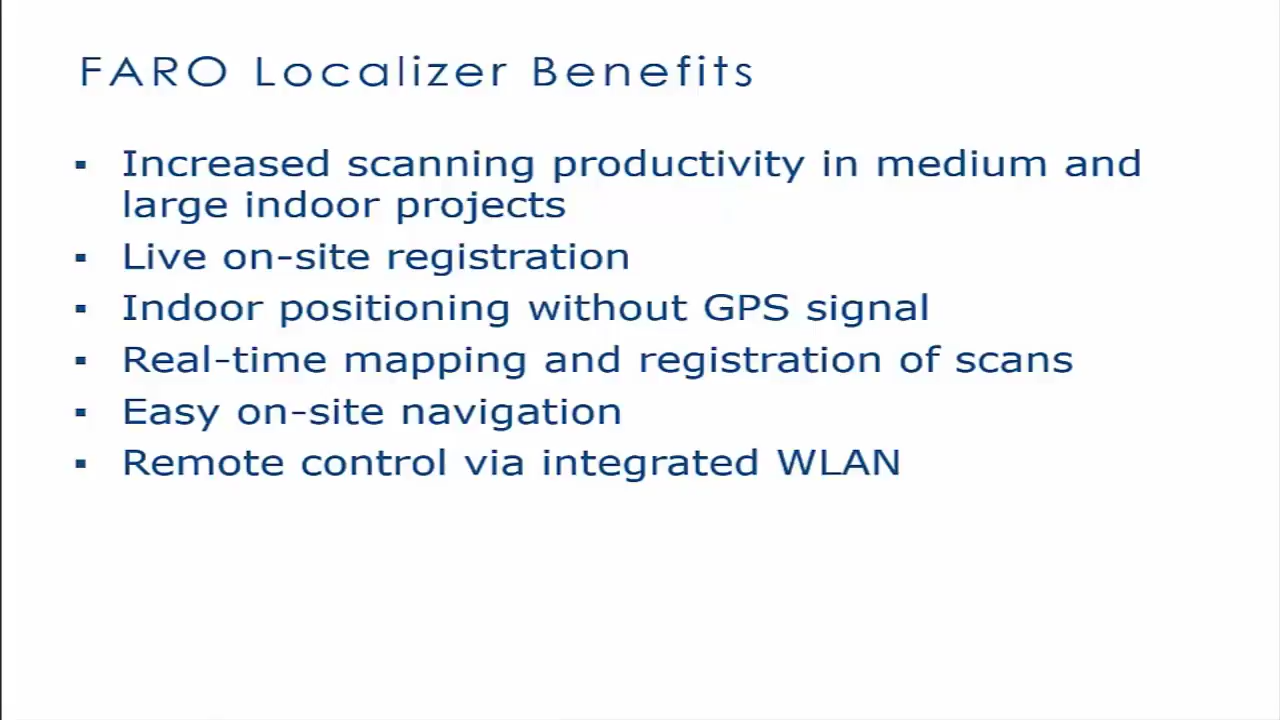 FARO Localizer Benefits
▪ Increased scanning productivity in medium and
large indoor projects
▪ Live on-site registration
▪ Indoor positioning without GPS signal
▪ Real-time mapping and registration of scans
▪ Easy on-site navigation
▪ Remote control via integrated WLAN